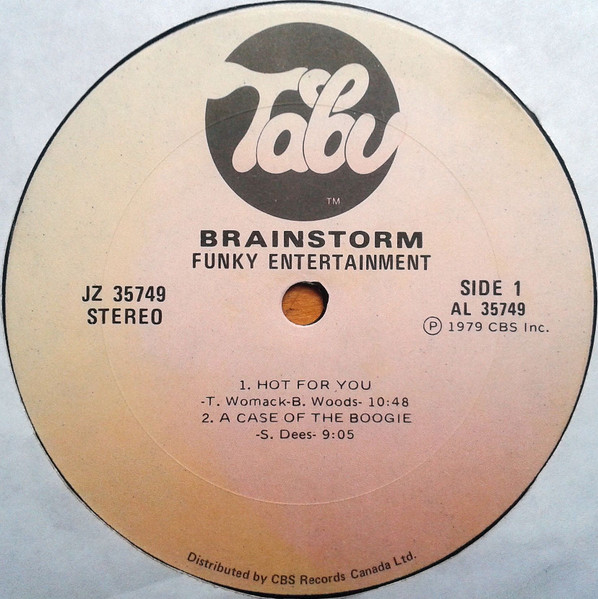 Tabu
TM
BRAINSTORM
FUNKY ENTERTAINMENT
JZ 35749
STEREO
SIDE 1
AL 35749
℗ 1979 CBS Inc.
1. HOT FOR YOU
-T. Womack-B. Woods- 10:48
2. A CASE OF THE BOOGIE
-S. Dees- 9:05
Distributed by CBS Records Canada Ltd.